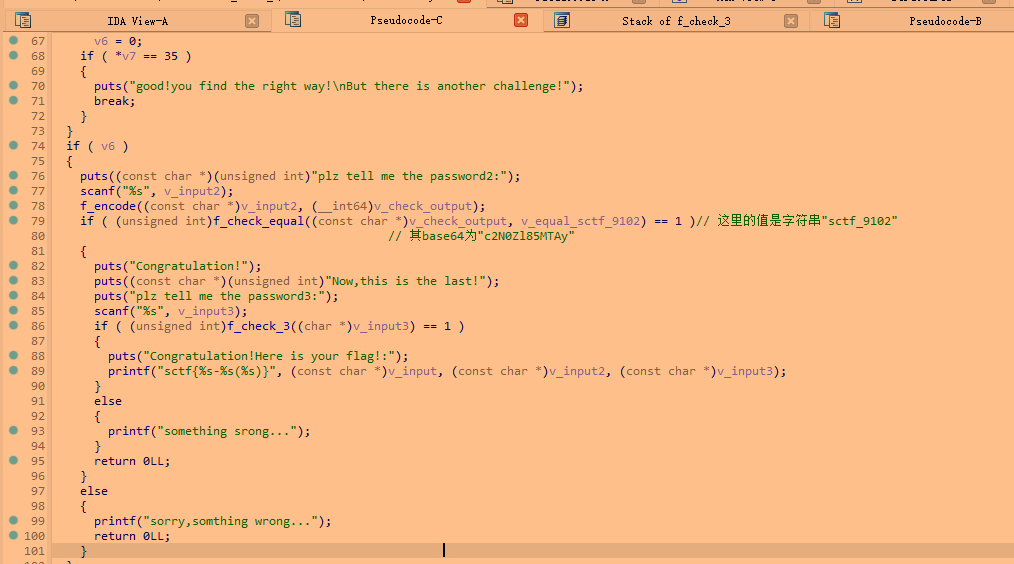 IDA View-A Pseudocode-C Stack of f_check_3 Pseudocode-B
67 v6 = 0;
68 if ( *v7 == 35 )
69 {
70 puts("good!you find the right way!\nBut there is another challenge!");
71 break;
72 }
73 }
74 if ( v6 )
75 {
76 puts((const char *)(unsigned int)"plz tell me the password2:");
77 scanf("%s", v_input2);
78 f_encode((const char *)v_input2, (__int64)v_check_output);
79 if ( (unsigned int)f_check_equal((const char *)v_check_output, v_equal_sctf_9102) == 1 )// 这里的值是字符串"sctf_9102"
80 // 其base64为"c2N0Zl85MTAy"
81 {
82 puts("Congratulation!");
83 puts((const char *)(unsigned int)"Now,this is the last!");
84 puts("plz tell me the password3:");
85 scanf("%s", v_input3);
86 if ( (unsigned int)f_check_3((char *)v_input3) == 1 )
87 {
88 puts("Congratulation!Here is your flag!:");
89 printf("sctf{%s-%s(%s)}", (const char *)v_input, (const char *)v_input2, (const char *)v_input3);
90 }
91 else
92 {
93 printf("something srong...");
94 }
95 return 0LL;
96 }
97 else
98 {
99 printf("sorry,somthing wrong...");
100 return 0LL;
101 }